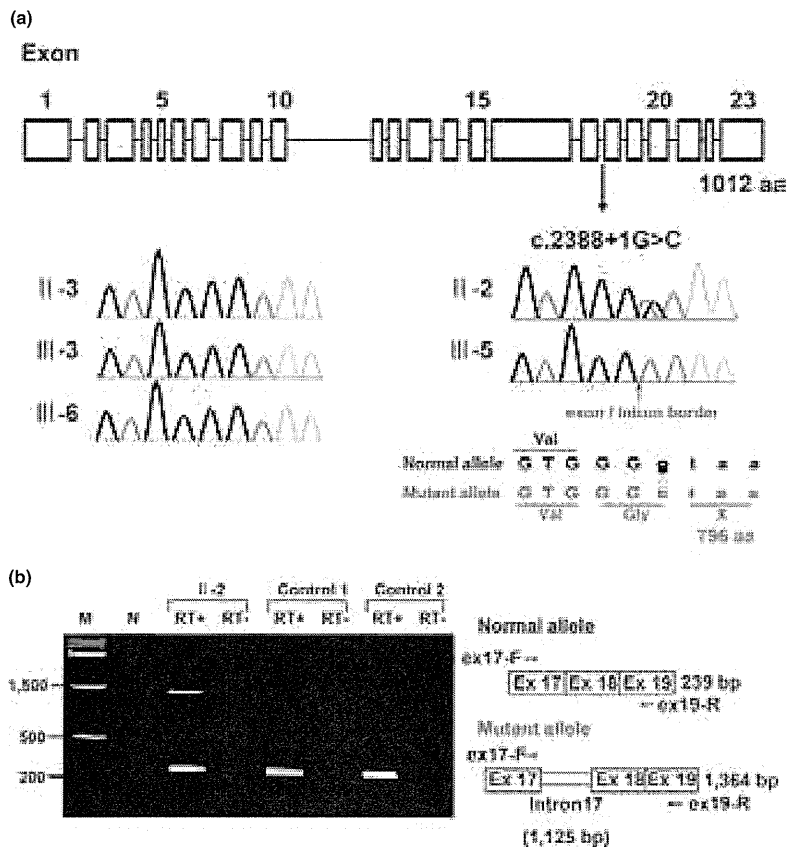 (a)
Exon
1 5 10 15 20 23
1012 aa
c.2388+1G>C
II-3
III-3
III-6
II-2
III-5
exon / intron border
Val
Normal allele G T G G G g t a a
Mutant allele G T G G G c t a a
Val Gly X
796 aa
(b)
II-2 Control 1 Control 2
M N RT+ RT- RT+ RT- RT+ RT-
1,500
500
200
Normal allele
ex17-F
Ex 17 Ex 18 Ex 19 239 bp
ex19-R
Mutant allele
ex17-F
Ex 17 Ex 18 Ex 19 1,364 bp
Intron17 ex19-R
(1,125 bp)